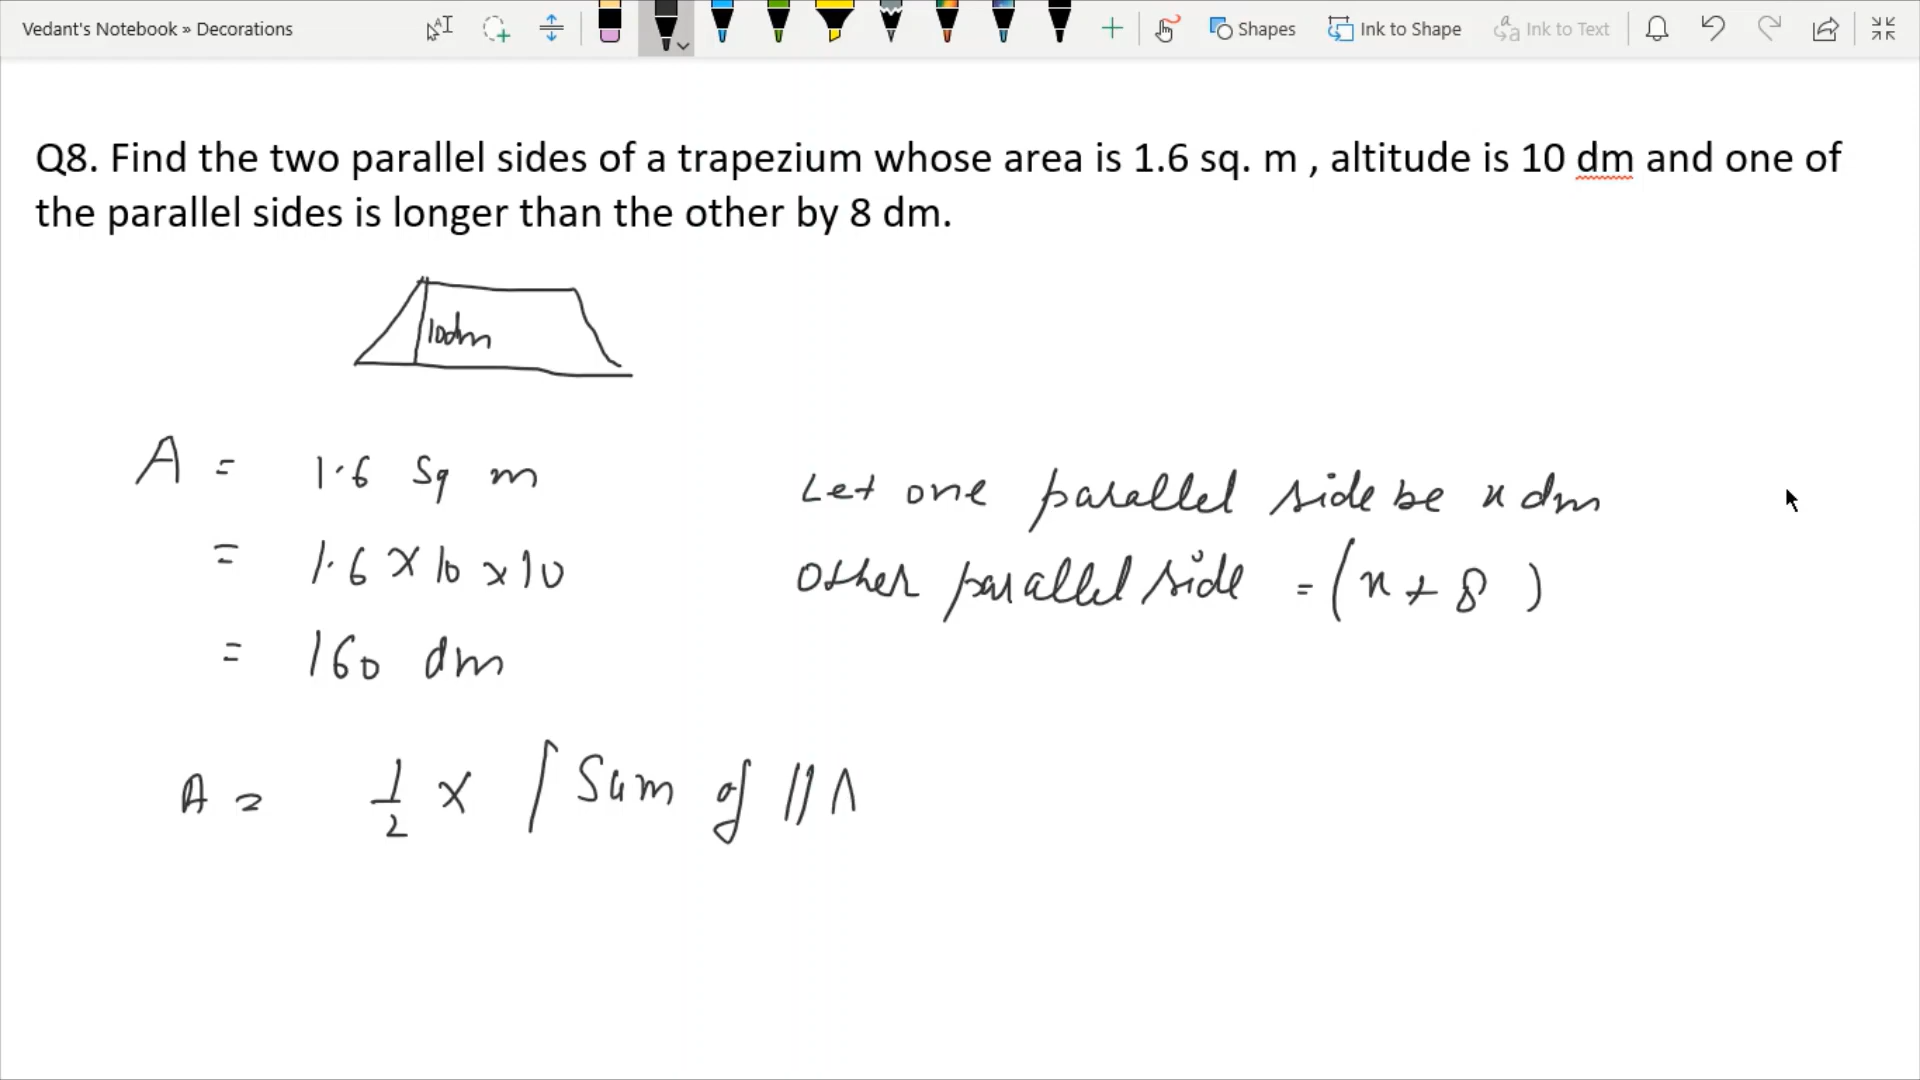 Vedant's Notebook » Decorations
Shapes
Ink to Shape
Ink to Text
Q8. Find the two parallel sides of a trapezium whose area is 1.6 sq. m , altitude is 10 dm and one of
the parallel sides is longer than the other by 8 dm.
10dm
A = 1.6 Sq m
= 1.6 × 10 × 10
= 160 dm
Let one parallel side be x dm
Other parallel side = (x + 8 )
A = 1/2 × ( Sum of ||